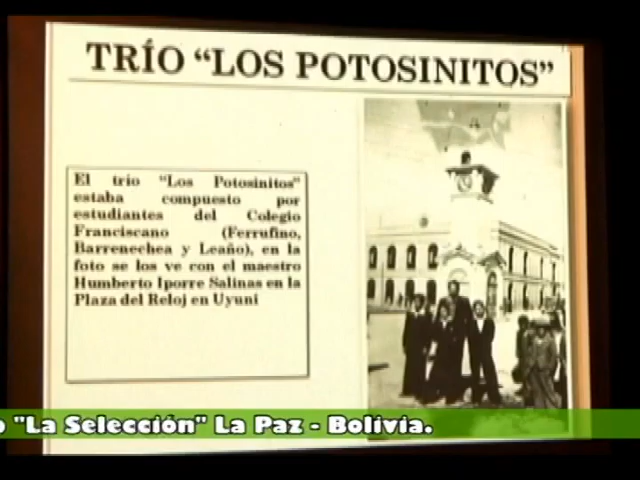 TRÍO “LOS POTOSINITOS”
El trio “Los Potosinitos”
estaba compuesto por
estudiantes del Colegio
Franciscano (Ferrufino,
Barrenechea y Leaño), en la
foto se los ve con el maestro
Humberto Iporre Salinas en la
Plaza del Reloj en Uyuni
"La Selección" La Paz - Bolivia.